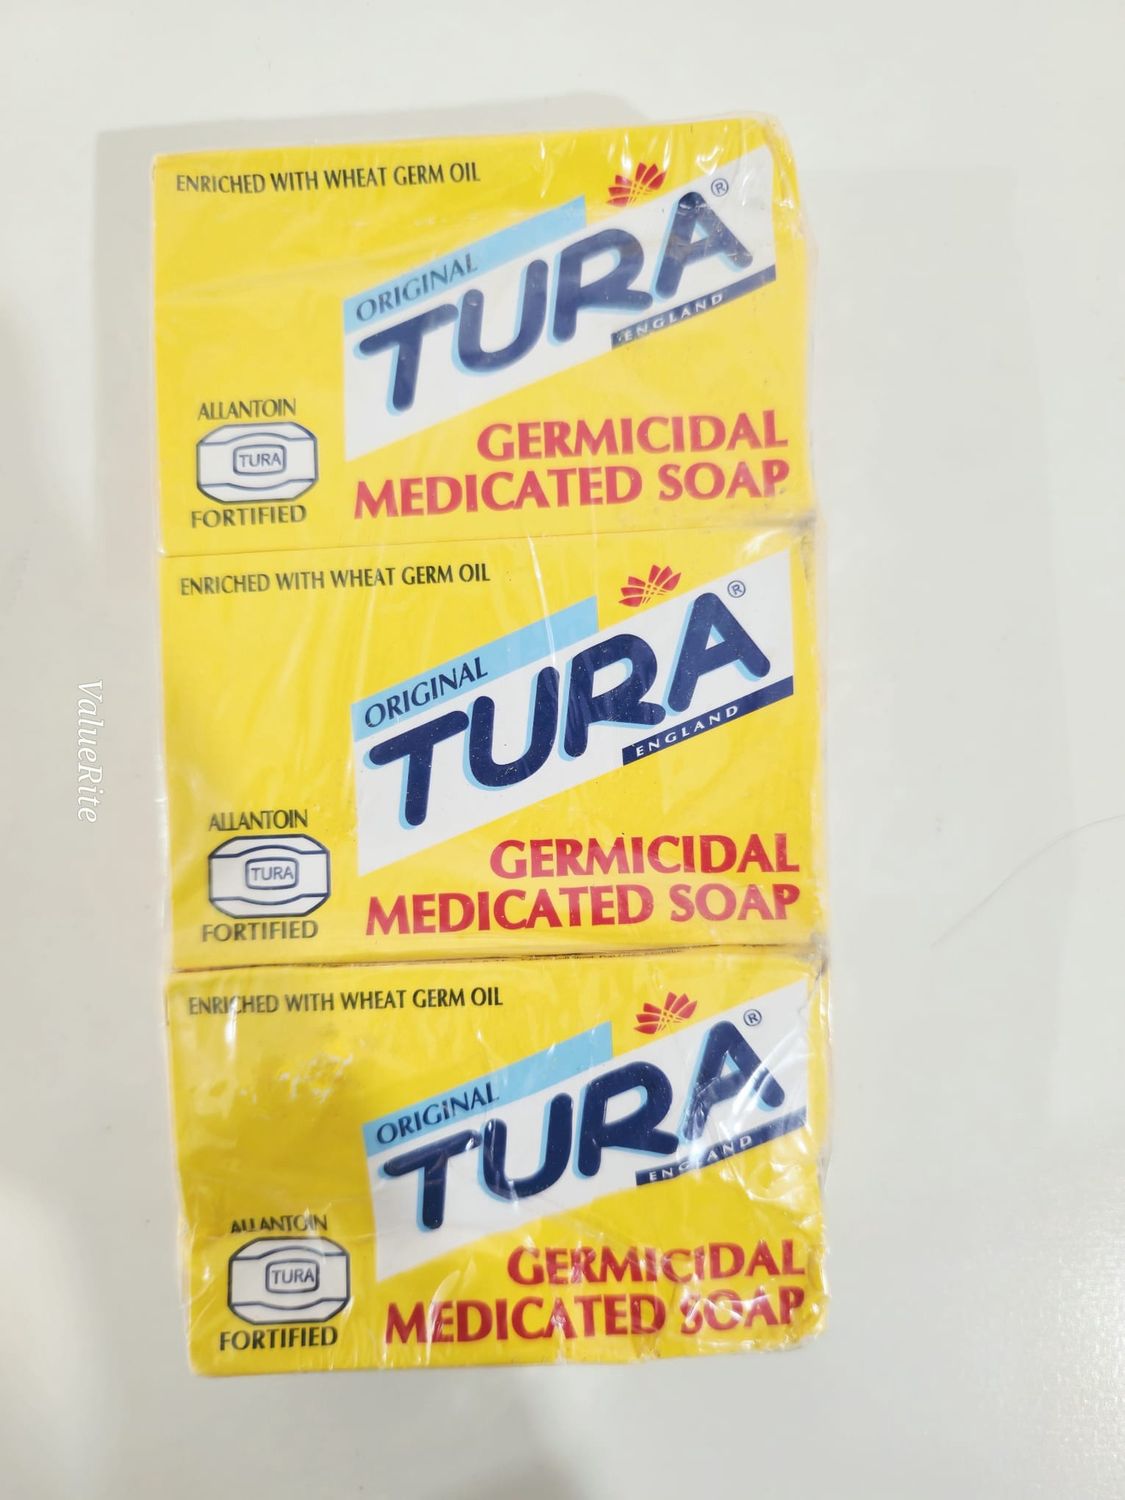 ENRICHED WITH WHEAT GERM OIL
ORIGINAL
TURA®
ENGLAND
ALLANTOIN
TURA
FORTIFIED
GERMICIDAL
MEDICATED SOAP
ENRICHED WITH WHEAT GERM OIL
ORIGINAL
TURA®
ENGLAND
ALLANTOIN
TURA
FORTIFIED
GERMICIDAL
MEDICATED SOAP
ENRICHED WITH WHEAT GERM OIL
ORIGINAL
TURA®
ENGLAND
ALLANTOIN
TURA
FORTIFIED
GERMICIDAL
MEDICATED SOAP
ValueRite